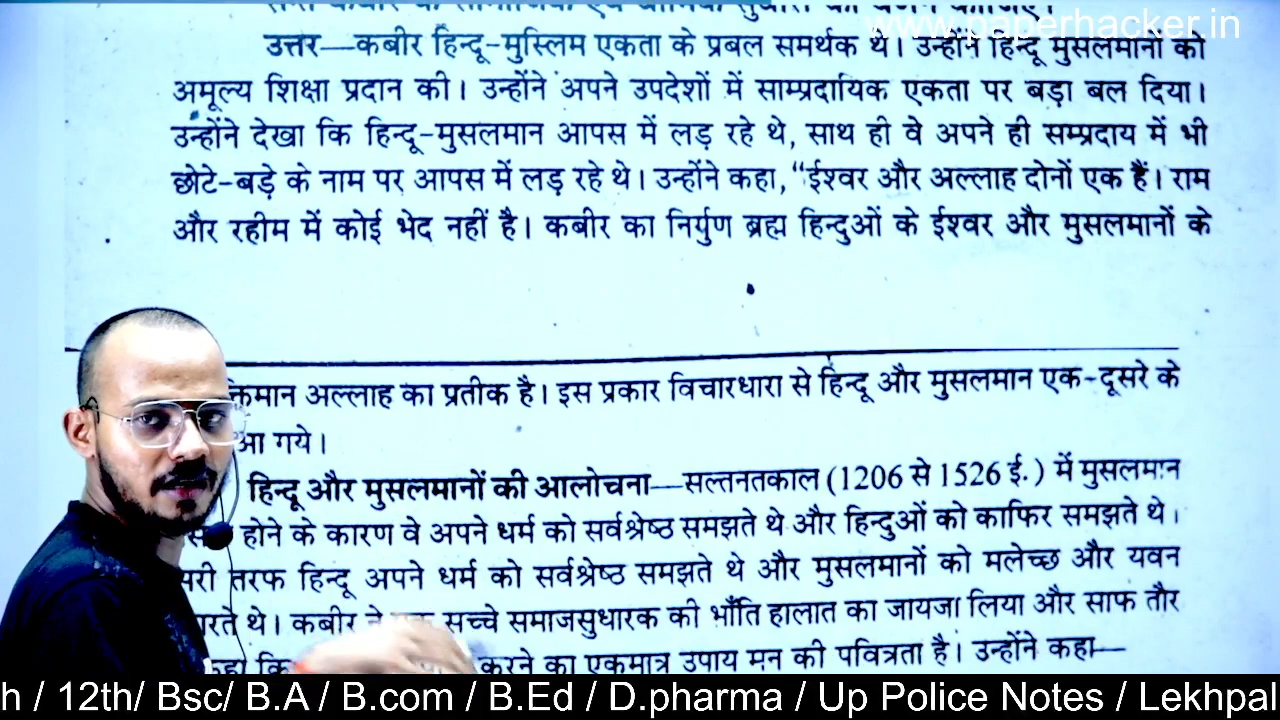 www.paperhacker.in
उत्तर—कबीर हिन्दू-मुस्लिम एकता के प्रबल समर्थक थे। उन्होंने हिन्दू मुसलमानों को
अमूल्य शिक्षा प्रदान की। उन्होंने अपने उपदेशों में साम्प्रदायिक एकता पर बड़ा बल दिया।
उन्होंने देखा कि हिन्दू-मुसलमान आपस में लड़ रहे थे, साथ ही वे अपने ही सम्प्रदाय में भी
छोटे-बड़े के नाम पर आपस में लड़ रहे थे। उन्होंने कहा, “ईश्वर और अल्लाह दोनों एक हैं। राम
और रहीम में कोई भेद नहीं है। कबीर का निर्गुण ब्रह्म हिन्दुओं के ईश्वर और मुसलमानों के
क्तिमान अल्लाह का प्रतीक है। इस प्रकार विचारधारा से हिन्दू और मुसलमान एक-दूसरे के
आ गये।
हिन्दू और मुसलमानों की आलोचना—सल्तनतकाल (1206 से 1526 ई.) में मुसलमान
होने के कारण वे अपने धर्म को सर्वश्रेष्ठ समझते थे और हिन्दुओं को काफिर समझते थे।
तरफ हिन्दू अपने धर्म को सर्वश्रेष्ठ समझते थे और मुसलमानों को मलेच्छ और यवन
थे। कबीर सच्चे समाजसुधारक की भाँति हालात का जायजा लिया और साफ तौर
कि करने का एकमात्र उपाय मन की पवित्रता है। उन्होंने कहा—
h / 12th/ Bsc/ B.A / B.com / B.Ed / D.pharma / Up Police Notes / Lekhpal